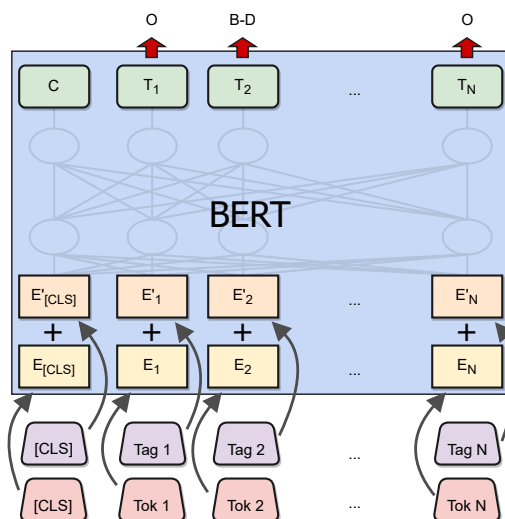 O B-D O
C T1 T2 ... TN
BERT
E'[CLS] E'1 E'2 ... E'N
+ + + +
E[CLS] E1 E2 ... EN
[CLS] Tag 1 Tag 2 ... Tag N
[CLS] Tok 1 Tok 2 ... Tok N